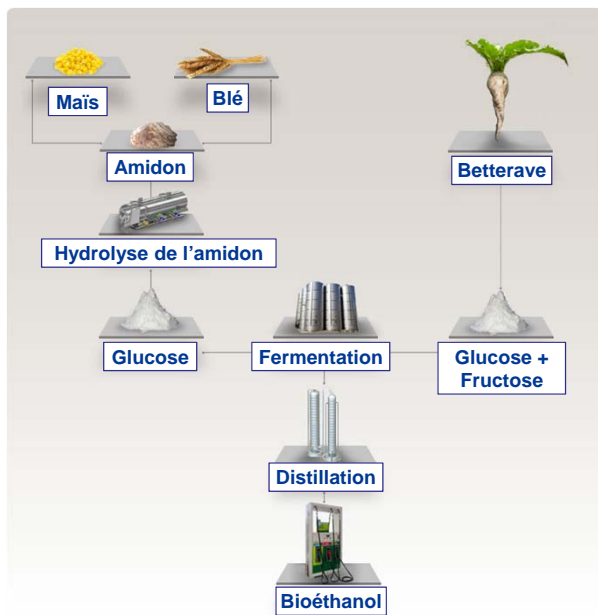 Maïs
Blé
Amidon
Betterave
Hydrolyse de l’amidon
Glucose
Fermentation
Glucose +
Fructose
Distillation
Bioéthanol